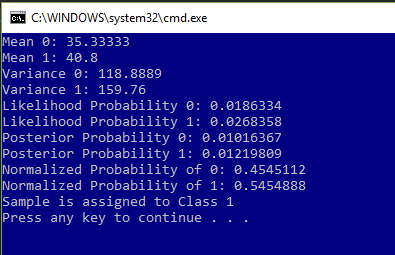 C:\WINDOWS\system32\cmd.exe
Mean 0: 35.33333
Mean 1: 40.8
Variance 0: 118.8889
Variance 1: 159.76
Likelihood Probability 0: 0.0186334
Likelihood Probability 1: 0.0268358
Posterior Probability 0: 0.01016367
Posterior Probability 1: 0.01219809
Normalized Probability of 0: 0.4545112
Normalized Probability of 1: 0.5454888
Sample is assigned to Class 1
Press any key to continue . . .